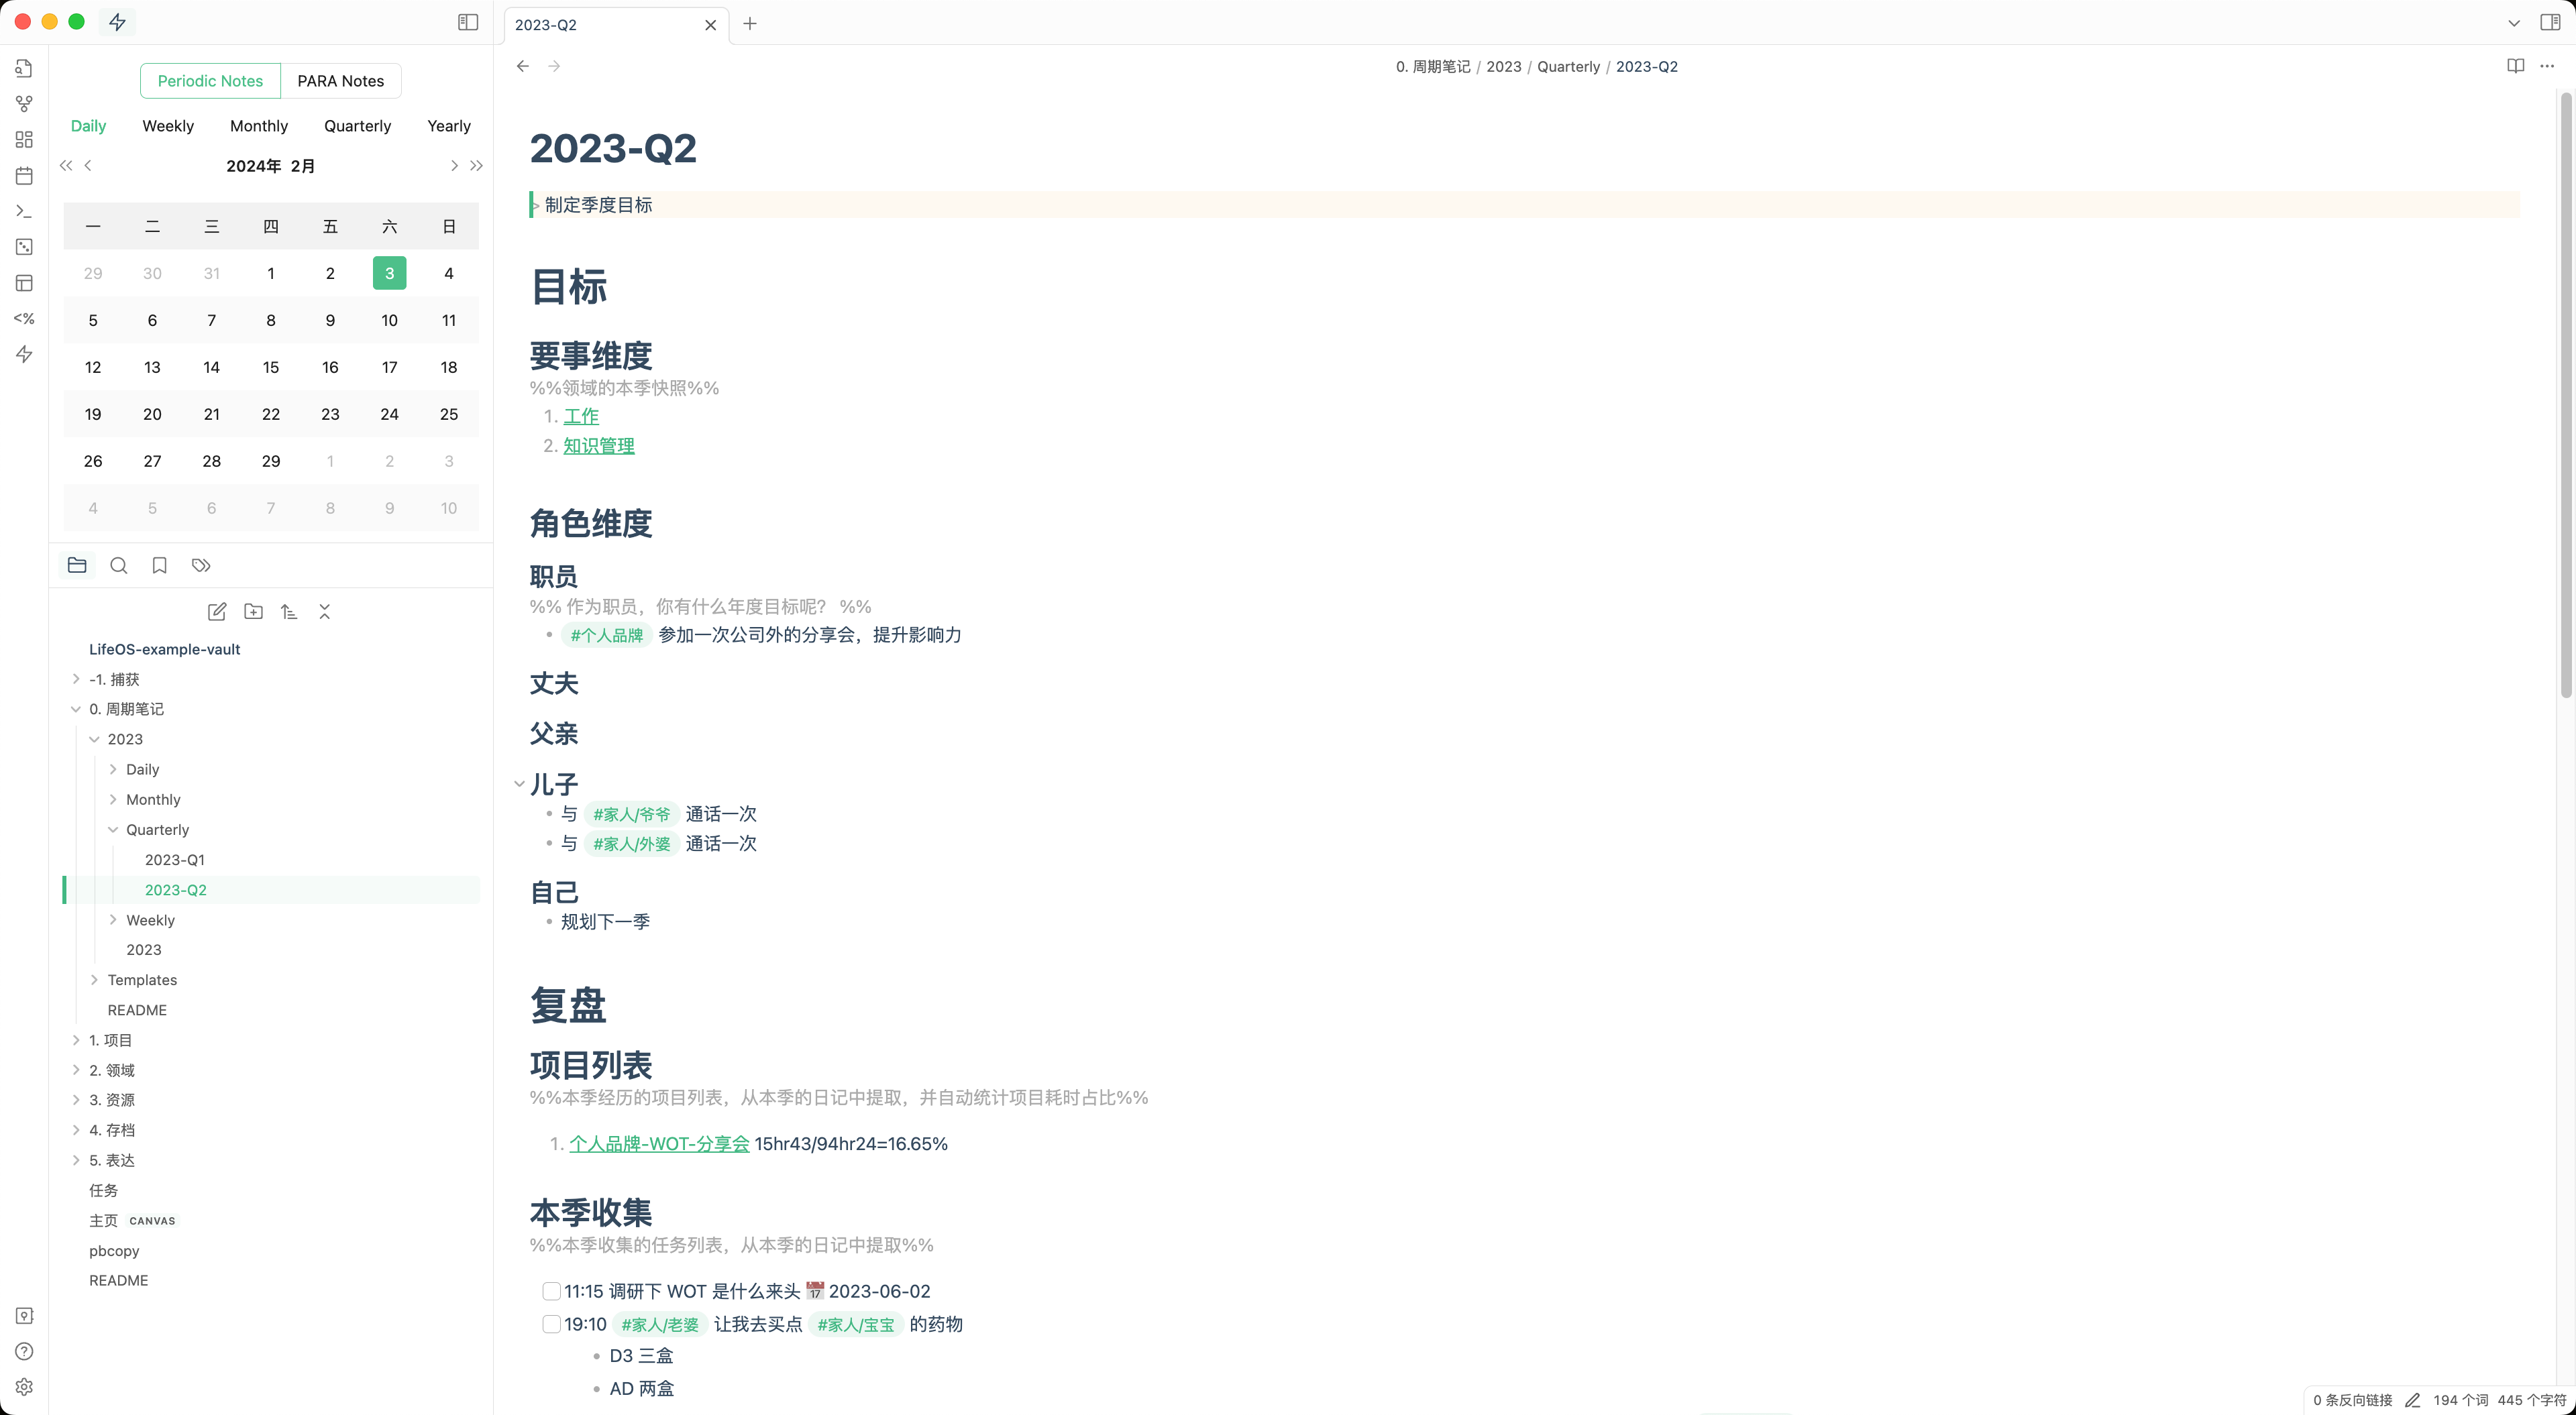 2023-Q2
Periodic Notes PARA Notes
Daily Weekly Monthly Quarterly Yearly
2024年 2月
一 二 三 四 五 六 日
29 30 31 1 2 3 4
5 6 7 8 9 10 11
12 13 14 15 16 17 18
19 20 21 22 23 24 25
26 27 28 29 1 2 3
4 5 6 7 8 9 10
<%
LifeOS-example-vault
-1. 捕获
0. 周期笔记
2023
Daily
Monthly
Quarterly
2023-Q1
2023-Q2
Weekly
2023
Templates
README
1. 项目
2. 领域
3. 资源
4. 存档
5. 表达
任务
主页 CANVAS
pbcopy
README
0. 周期笔记 / 2023 / Quarterly / 2023-Q2
2023-Q2
> 制定季度目标
目标
要事维度
%%领域的本季快照%%
1. 工作
2. 知识管理
角色维度
职员
%% 作为职员，你有什么年度目标呢？ %%
• #个人品牌 参加一次公司外的分享会，提升影响力
丈夫
父亲
儿子
• 与 #家人/爷爷 通话一次
• 与 #家人/外婆 通话一次
自己
• 规划下一季
复盘
项目列表
%%本季经历的项目列表，从本季的日记中提取，并自动统计项目耗时占比%%
1. 个人品牌-WOT-分享会 15hr43/94hr24=16.65%
本季收集
%%本季收集的任务列表，从本季的日记中提取%%
11:15 调研下 WOT 是什么来头 📅 2023-06-02
19:10 #家人/老婆 让我去买点 #家人/宝宝 的药物
• D3 三盒
• AD 两盒
0 条反向链接 194 个词 445 个字符